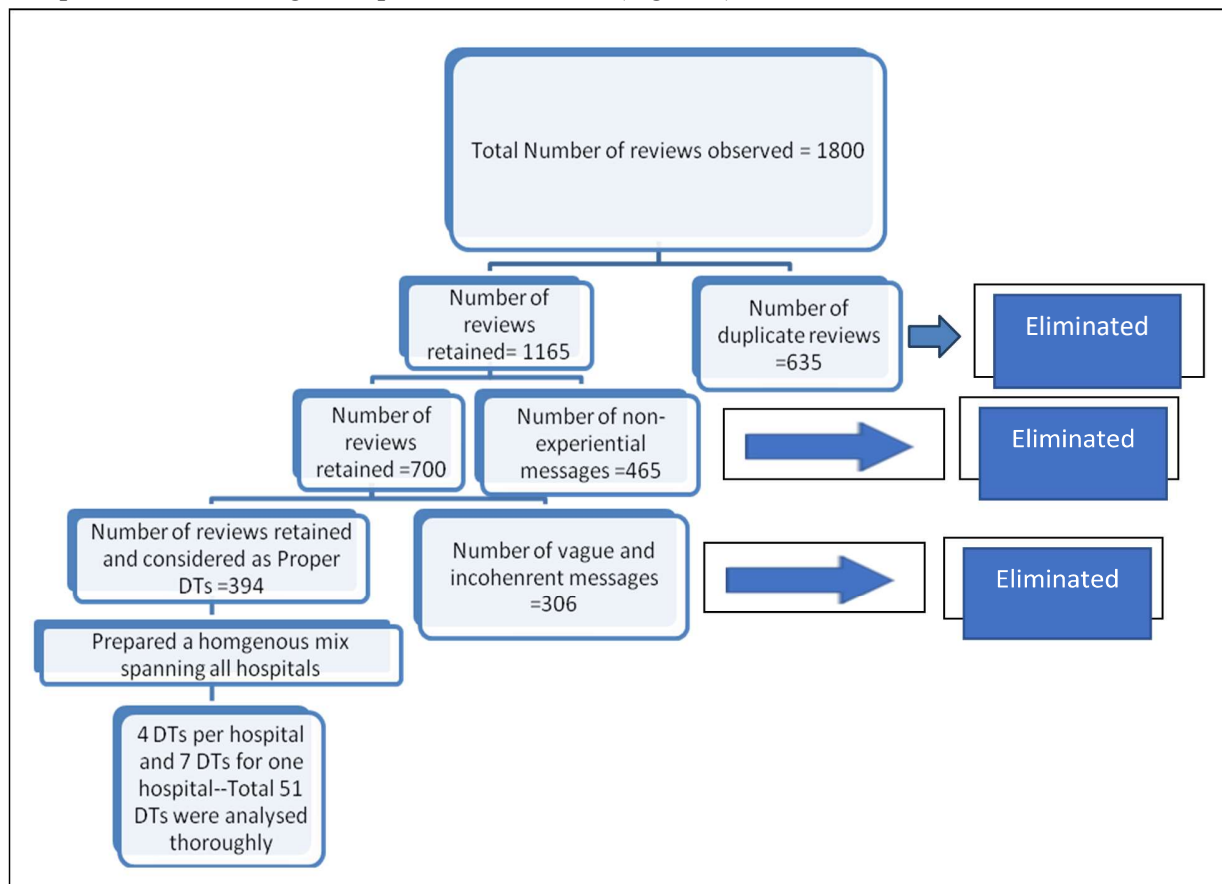 Total Number of reviews observed = 1800
Number of
reviews
retained= 1165
Number of
duplicate reviews
=635
Eliminated
Number of
reviews
retained =700
Number of non-
experiential
messages =465
Eliminated
Number of reviews retained
and considered as Proper
DTs =394
Number of vague and
incohenrent messages
=306
Eliminated
Prepared a homgenous mix
spanning all hospitals
4 DTs per hospital
and 7 DTs for one
hospital--Total 51
DTs were analysed
thoroughly